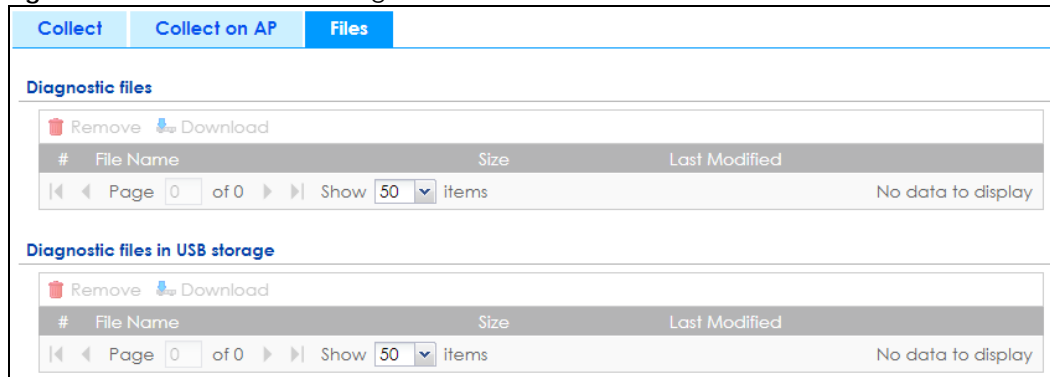 Collect Collect on AP Files
Diagnostic files
Remove Download
# File Name Size Last Modified
Page 0 of 0 Show 50 items No data to display
Diagnostic files in USB storage
Remove Download
# File Name Size Last Modified
Page 0 of 0 Show 50 items No data to display